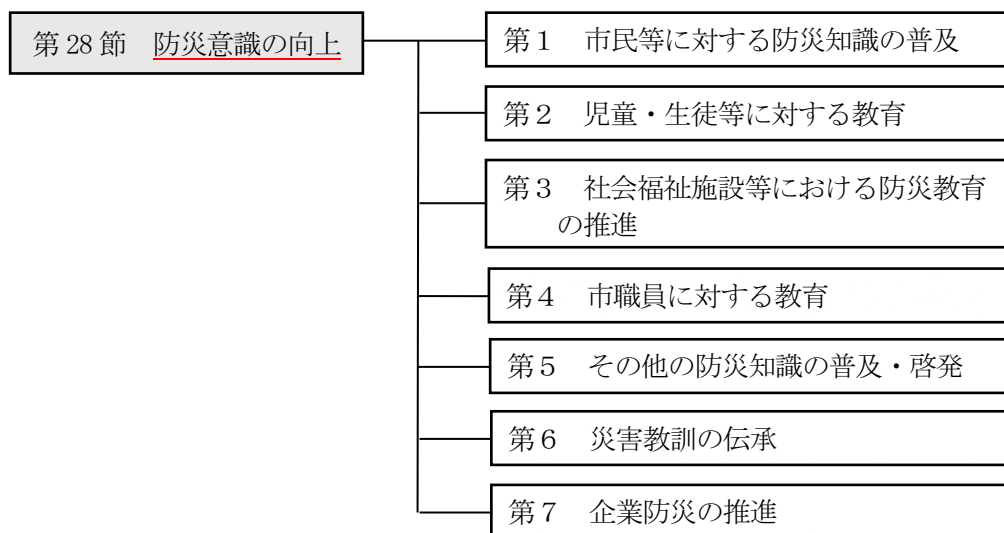 第 28 節　防災意識の向上
第１　市民等に対する防災知識の普及
第２　児童・生徒等に対する教育
第３　社会福祉施設等における防災教育
の推進
第４　市職員に対する教育
第５　その他の防災知識の普及・啓発
第６　災害教訓の伝承
第７　企業防災の推進